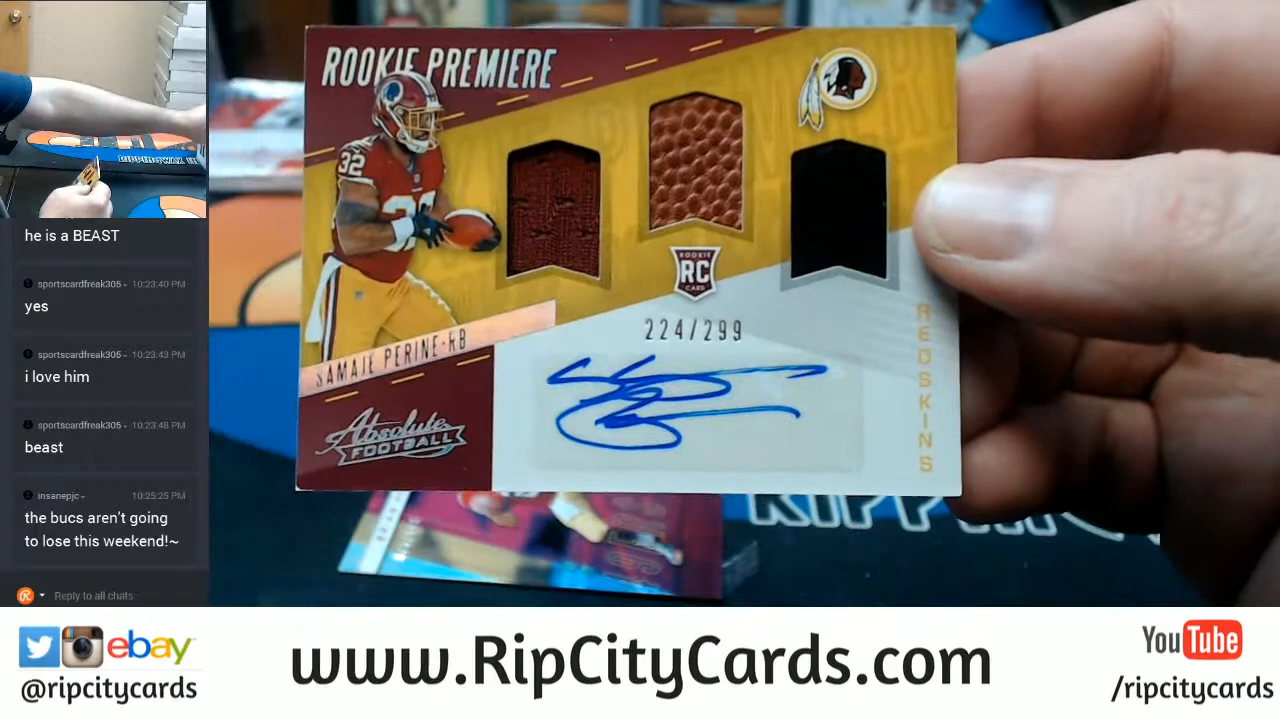 RIPPINWAX
he is a BEAST
sportscardfreak305 10:23:40 PM
yes
sportscardfreak305 10:23:43 PM
i love him
sportscardfreak305 10:23:48 PM
beast
insanepjc 10:25:25 PM
the bucs aren't going
to lose this weekend!~
Reply to all chats
ROOKIE PREMIERE
32
ROOKIE
RC
CARD
224/299
SAMAJE PERINE-RB
Absolute
FOOTBALL
REDSKINS
ebay
@ripcitycards
www.RipCityCards.com
YouTube
/ripcitycards